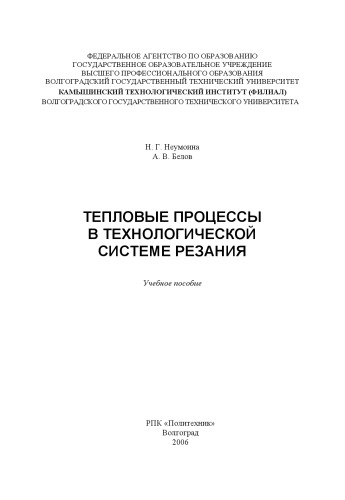 ФЕДЕРАЛЬНОЕ АГЕНТСТВО ПО ОБРАЗОВАНИЮ
ГОСУДАРСТВЕННОЕ ОБРАЗОВАТЕЛЬНОЕ УЧРЕЖДЕНИЕ
ВЫСШЕГО ПРОФЕССИОНАЛЬНОГО ОБРАЗОВАНИЯ
ВОЛГОГРАДСКИЙ ГОСУДАРСТВЕННЫЙ ТЕХНИЧЕСКИЙ УНИВЕРСИТЕТ
КАМЫШИНСКИЙ ТЕХНОЛОГИЧЕСКИЙ ИНСТИТУТ (ФИЛИАЛ)
ВОЛГОГРАДСКОГО ГОСУДАРСТВЕННОГО ТЕХНИЧЕСКОГО УНИВЕРСИТЕТА
Н. Г. Неумоина
А. В. Белов
ТЕПЛОВЫЕ ПРОЦЕССЫ
В ТЕХНОЛОГИЧЕСКОЙ
СИСТЕМЕ РЕЗАНИЯ
Учебное пособие
РПК «Политехник»
Волгоград
2006